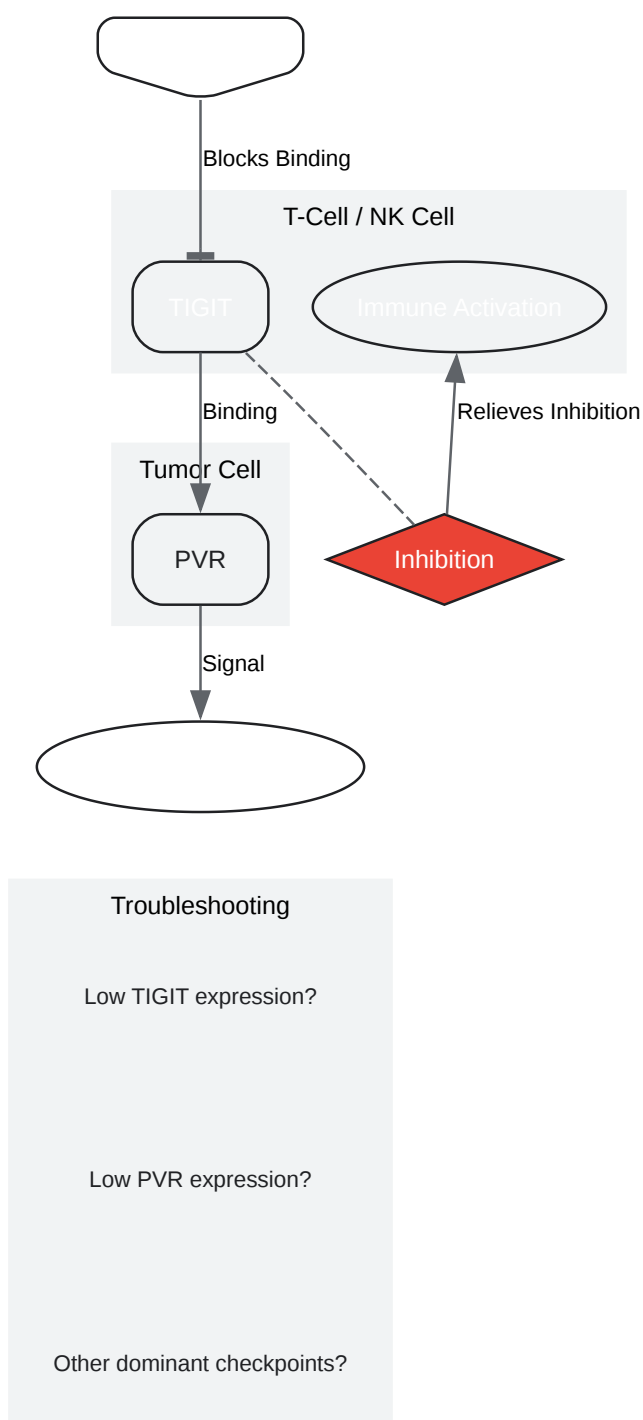 Blocks Binding
T-Cell / NK Cell
TIGIT
Immune Activation
Binding
Relieves Inhibition
Tumor Cell
PVR
Inhibition
Signal
Troubleshooting
Low TIGIT expression?
Low PVR expression?
Other dominant checkpoints?